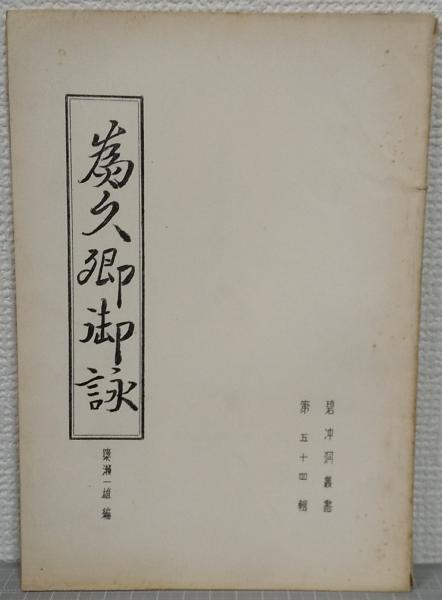 碧冲洞叢書
第五十四輯
為久卿御詠
簗瀬一雄 編